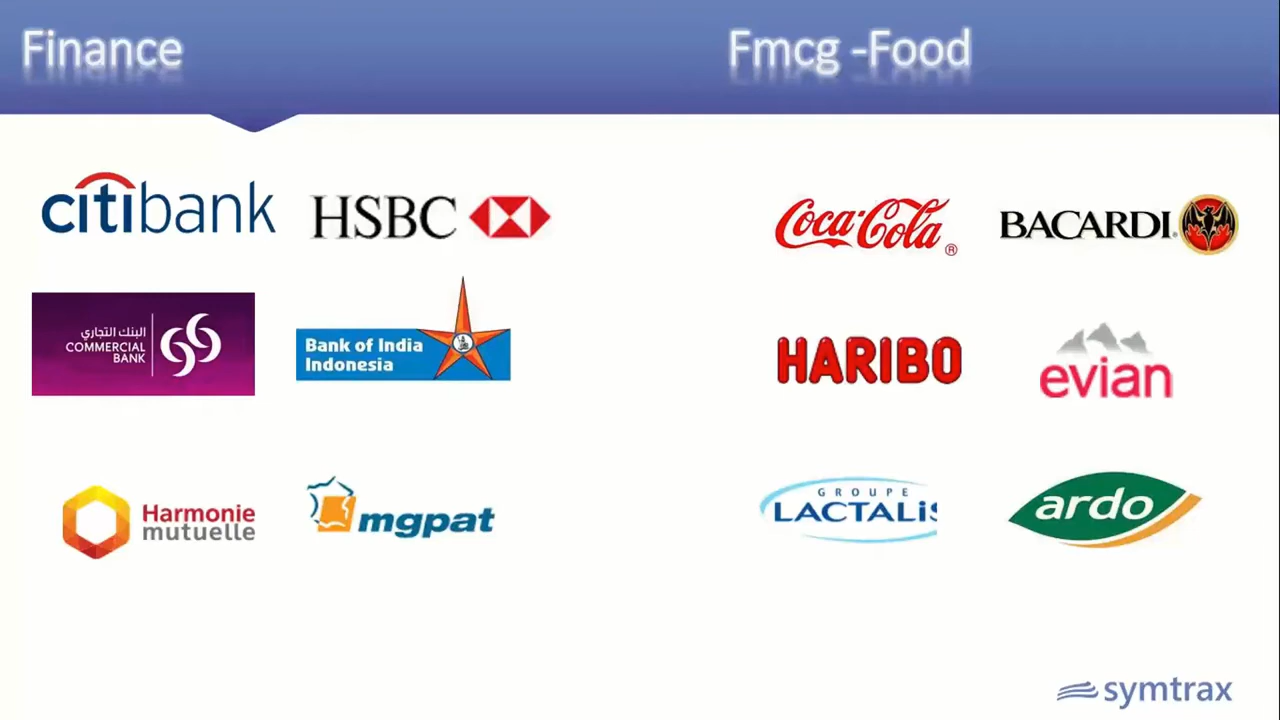 Finance
Fmcg -Food
citibank
HSBC
Coca-Cola
®
BACARDI®
البنك التجاري
COMMERCIAL
BANK
Bank of India
Indonesia
HARIBO
evian
Harmonie
mutuelle
mgpat
GROUPE
LACTALiS
ardo
symtrax